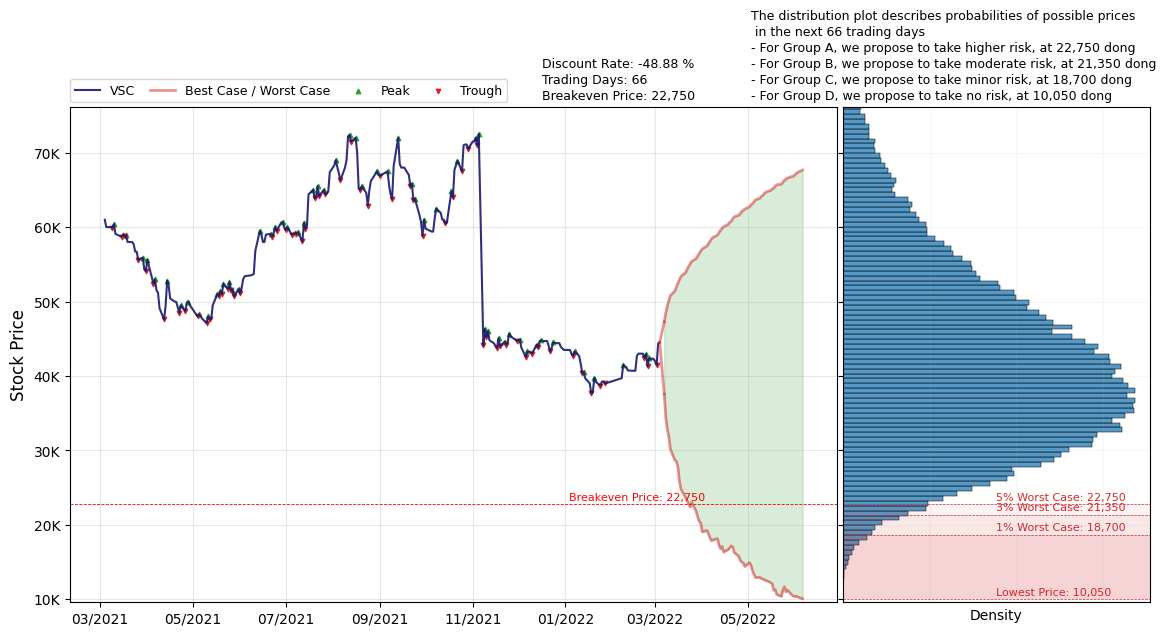 The distribution plot describes probabilities of possible prices
in the next 66 trading days
- For Group A, we propose to take higher risk, at 22,750 dong
- For Group B, we propose to take moderate risk, at 21,350 dong
- For Group C, we propose to take minor risk, at 18,700 dong
- For Group D, we propose to take no risk, at 10,050 dong
Discount Rate: -48.88 %
Trading Days: 66
Breakeven Price: 22,750
VSC Best Case / Worst Case Peak Trough
Stock Price
70K
60K
50K
40K
30K
20K
10K
Breakeven Price: 22,750
5% Worst Case: 22,750
3% Worst Case: 21,350
1% Worst Case: 18,700
Lowest Price: 10,050
03/2021 05/2021 07/2021 09/2021 11/2021 01/2022 03/2022 05/2022
Density